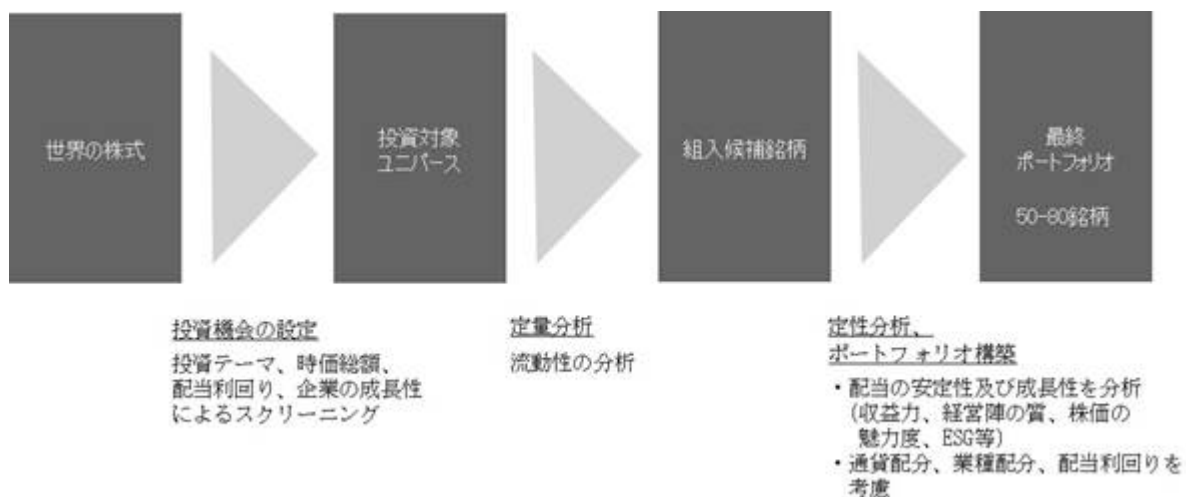 世界の株式
投資対象
ユニバース
組入候補銘柄
最終
ポートフォリオ
50-80銘柄
投資機会の設定
投資テーマ、時価総額、
配当利回り、企業の成長性
によるスクリーニング
定量分析
流動性の分析
定性分析、
ポートフォリオ構築
・配当の安定性及び成長性を分析
(収益力、経営陣の質、株価の
魅力度、ESG等)
・通貨配分、業種配分、配当利回りを
考慮